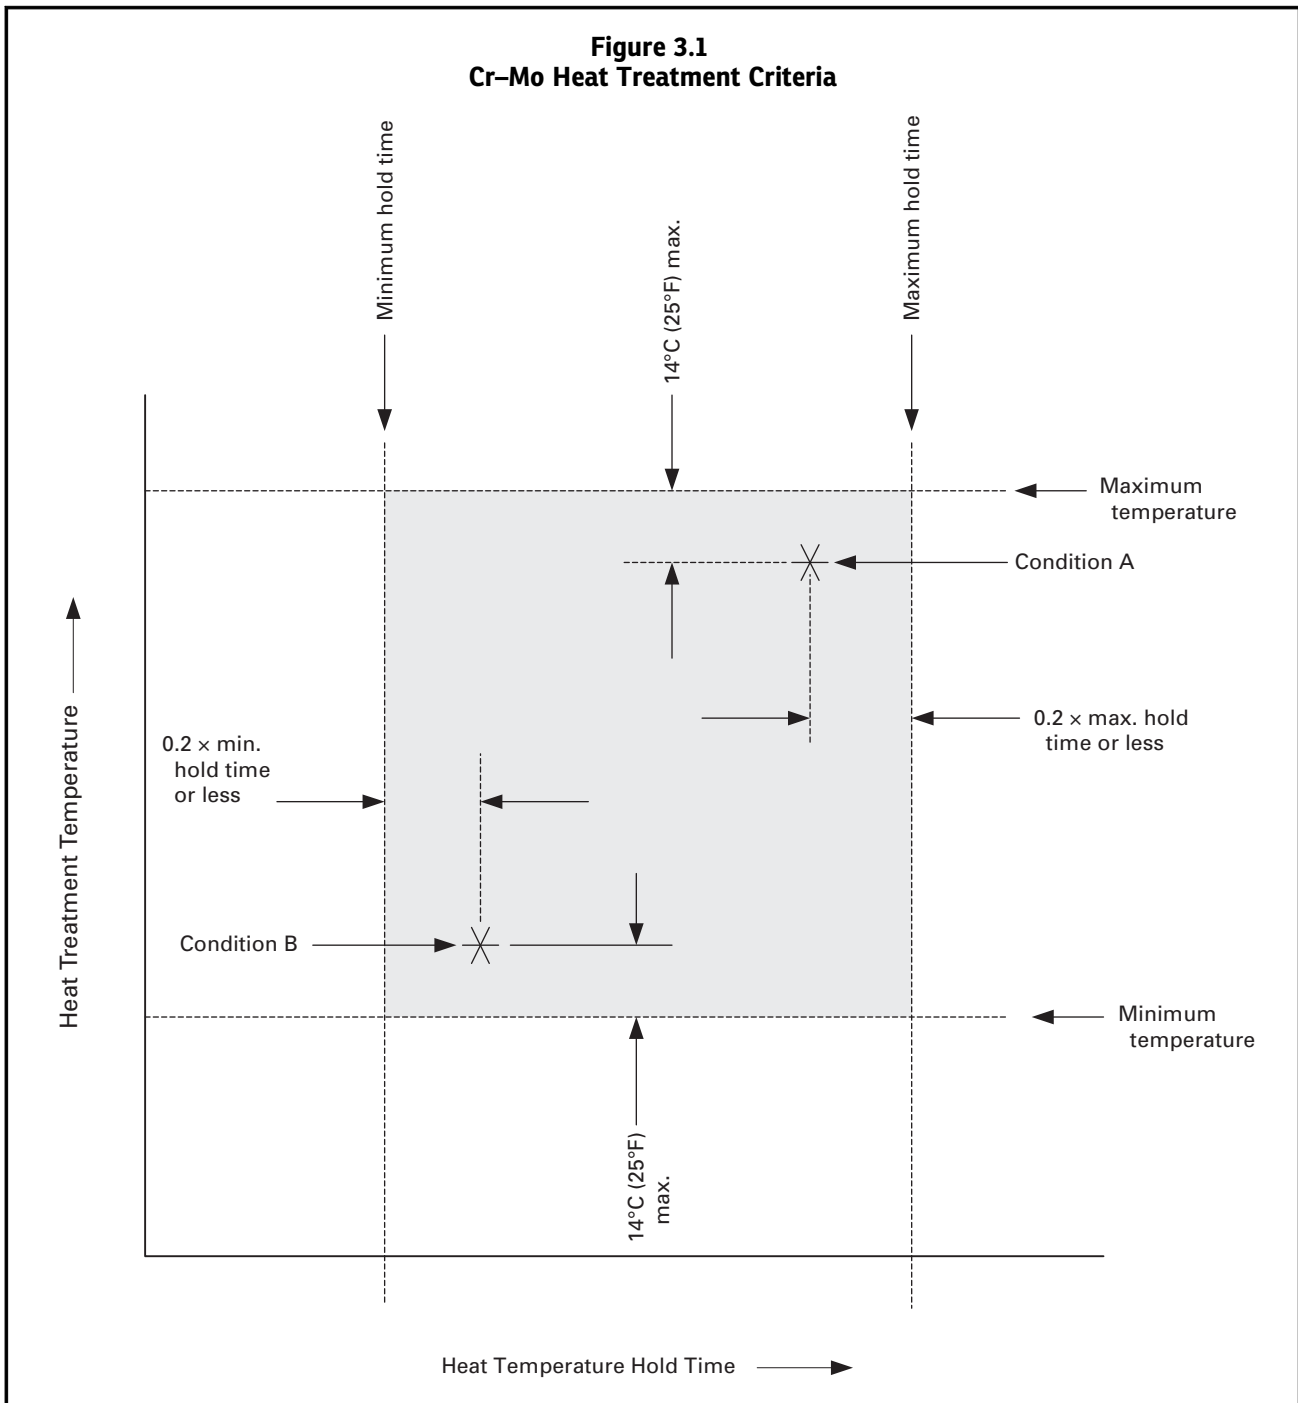 Figure 3.1
Cr–Mo Heat Treatment Criteria
Minimum hold time
14°C (25°F) max.
Maximum hold time
Maximum
temperature
Condition A
0.2 × max. hold
time or less
0.2 × min.
hold time
or less
Heat Treatment Temperature
Condition B
Minimum
temperature
14°C (25°F)
max.
Heat Temperature Hold Time